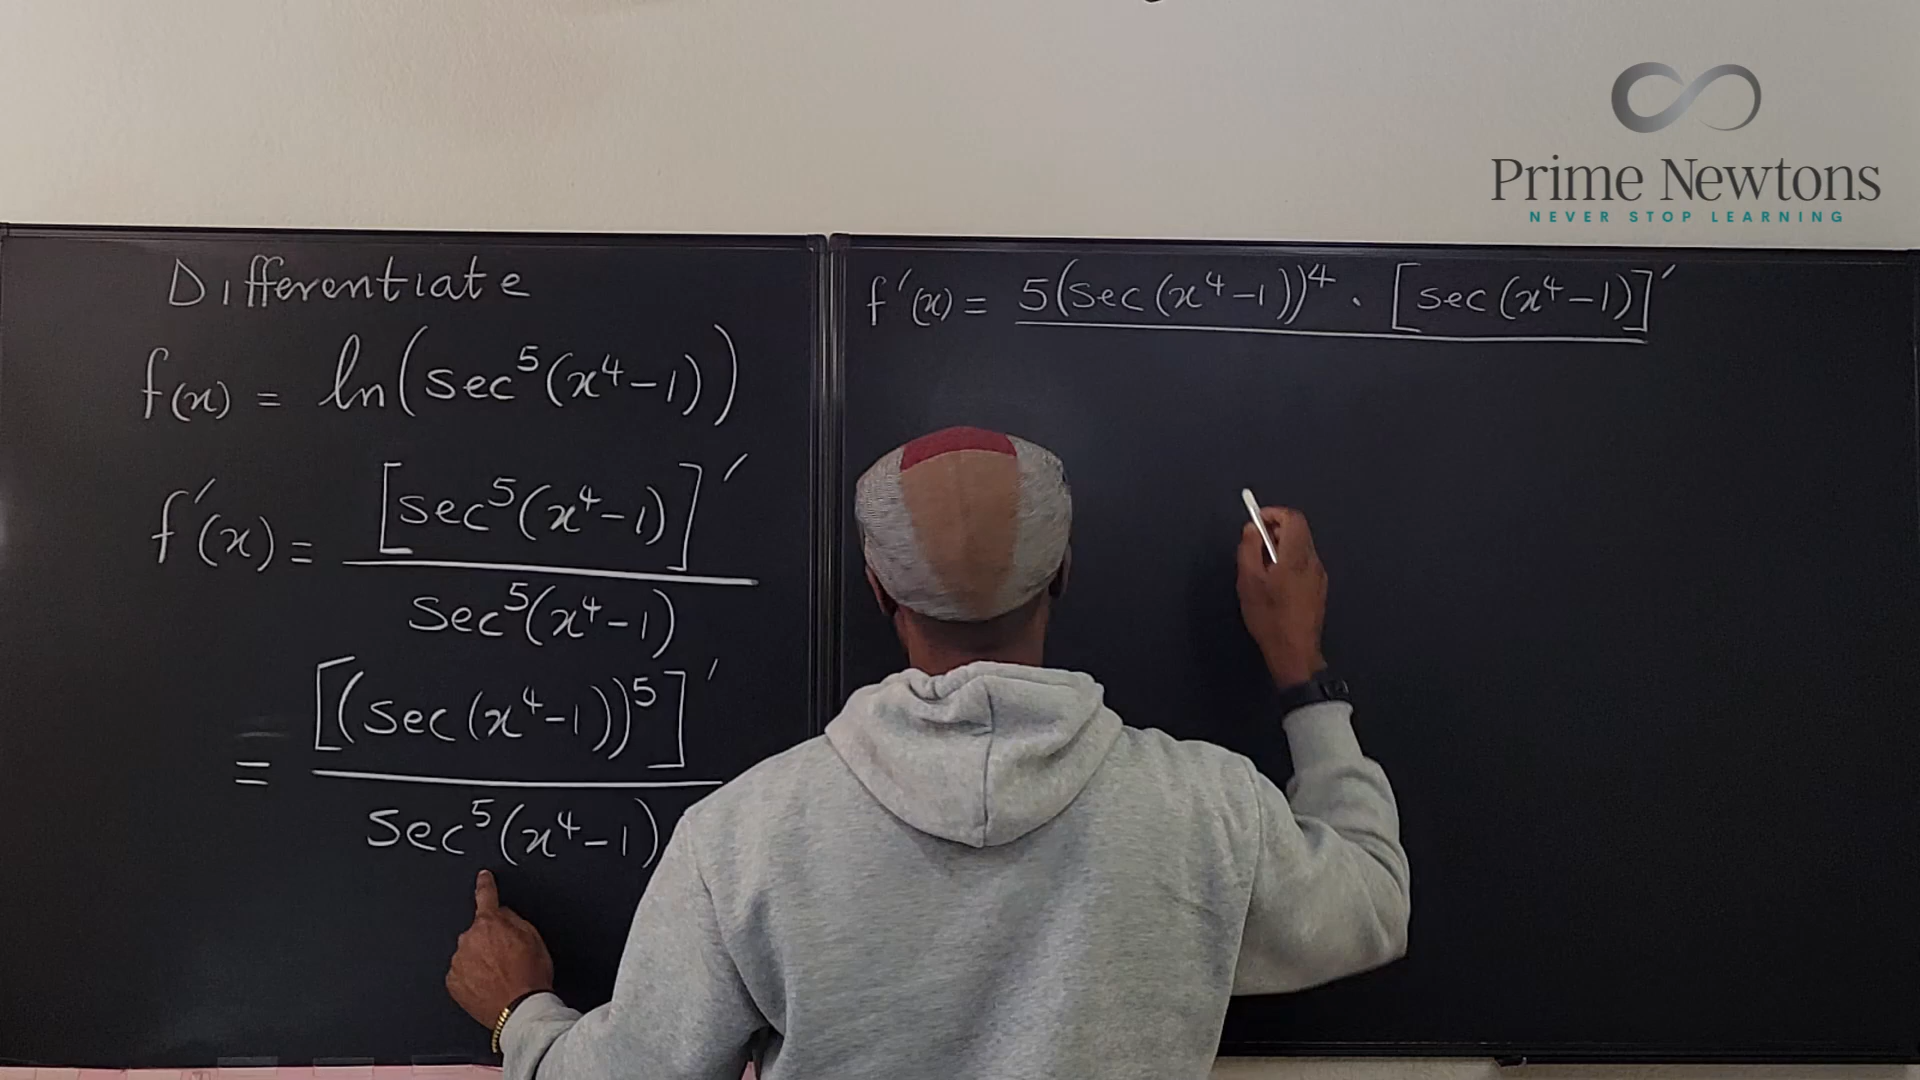 Prime Newtons
NEVER STOP LEARNING
Differentiate
f(x) = ln(sec⁵(x⁴-1))
f'(x) = [sec⁵(x⁴-1)]'
sec⁵(x⁴-1)
= [(sec(x⁴-1))⁵]'
sec⁵(x⁴-1)
f'(x) = 5(sec(x⁴-1))⁴ · [sec(x⁴-1)]'